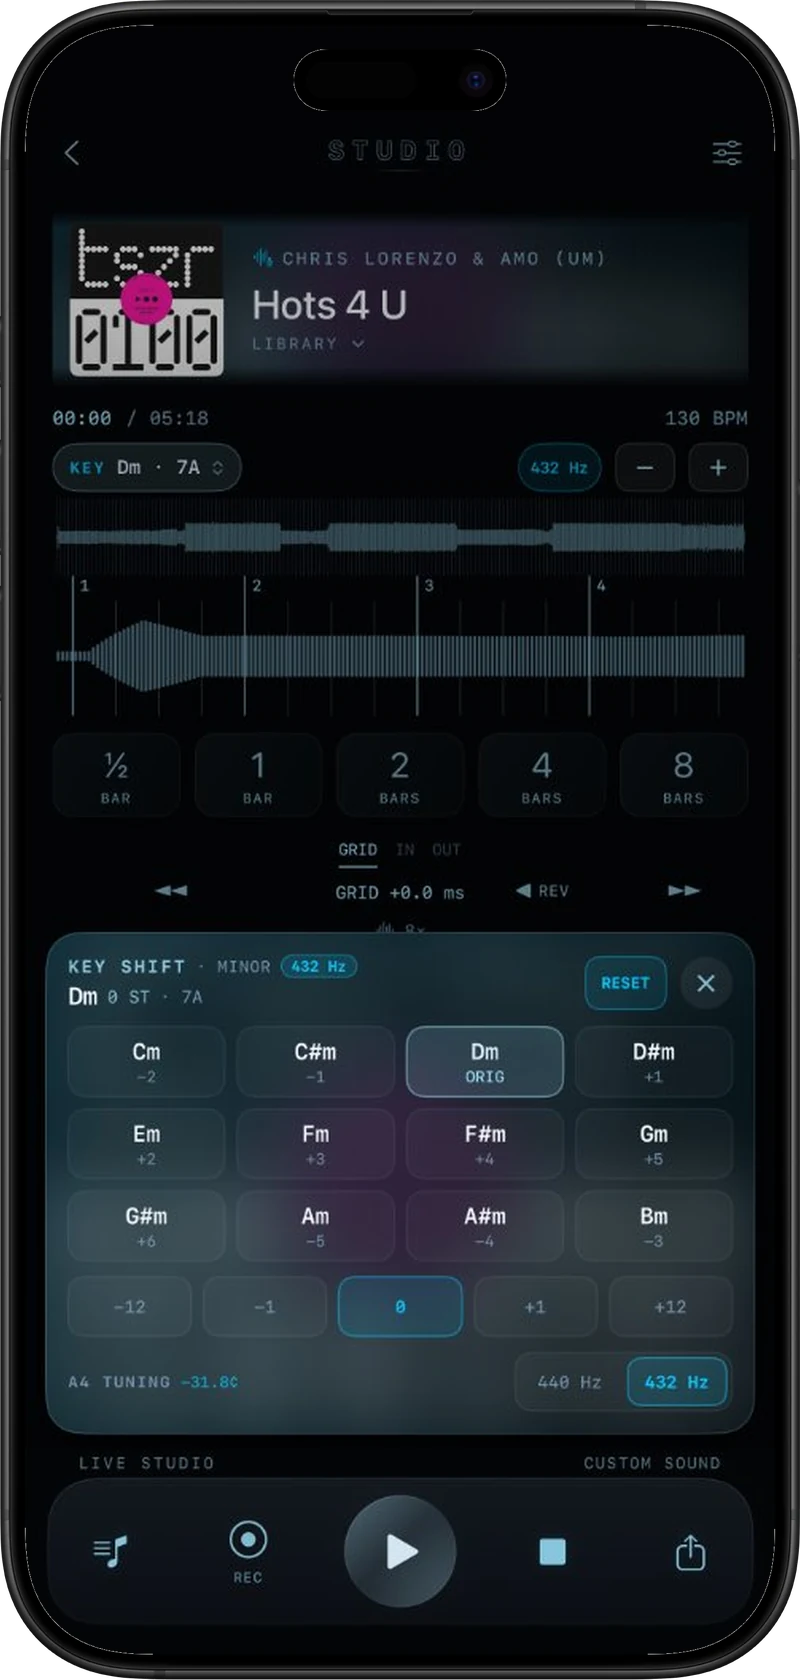 STUDIO
tszr
0100
CHRIS LORENZO & AMO (UM)
Hots 4 U
LIBRARY
00:00 / 05:18
130 BPM
KEY Dm · 7A
432 Hz
−
+
1
2
3
4
½ BAR
1 BAR
2 BARS
4 BARS
8 BARS
GRID IN OUT
GRID +0.0 ms
REV
8x
KEY SHIFT · MINOR 432 Hz
Dm 0 ST · 7A
RESET
Cm −2
C#m −1
Dm ORIG
D#m +1
Em +2
Fm +3
F#m +4
Gm +5
G#m +6
Am −5
A#m −4
Bm −3
−12
−1
0
+1
+12
A4 TUNING −31.8¢
440 Hz
432 Hz
LIVE STUDIO
CUSTOM SOUND
REC